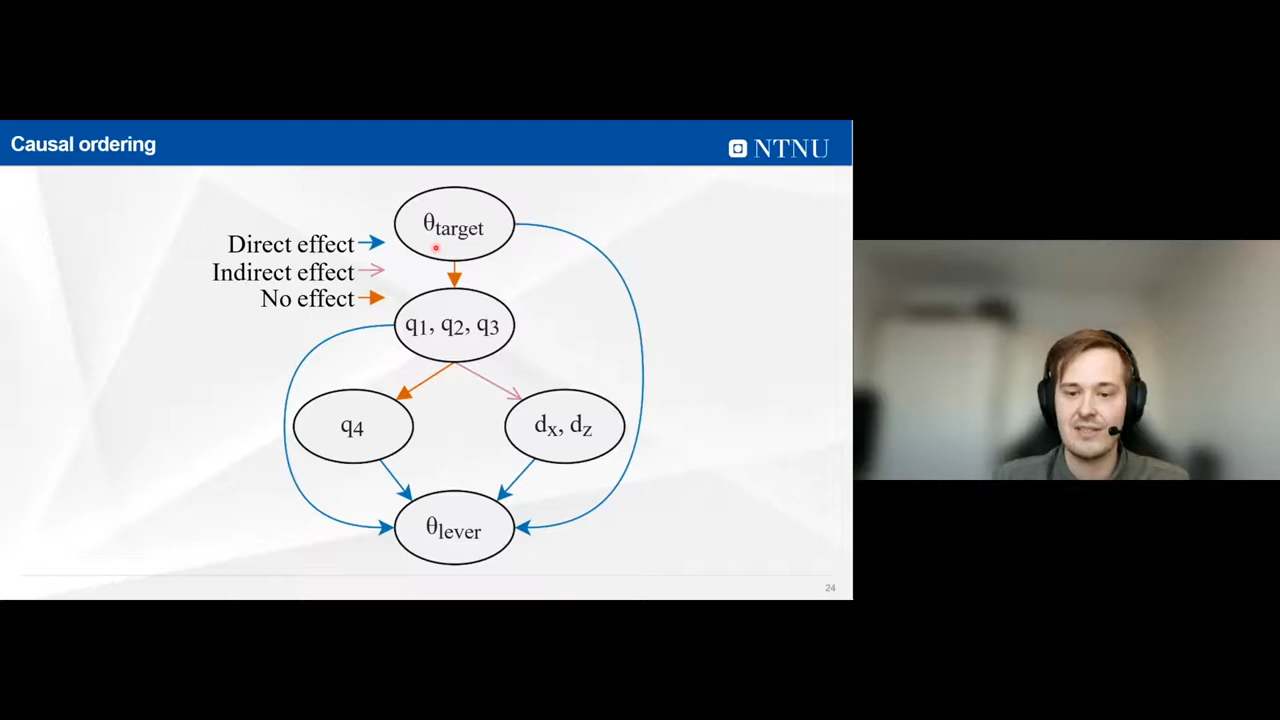 Causal ordering
NTNU
θtarget
Direct effect
Indirect effect
No effect
q1, q2, q3
q4
dx, dz
θlever
24